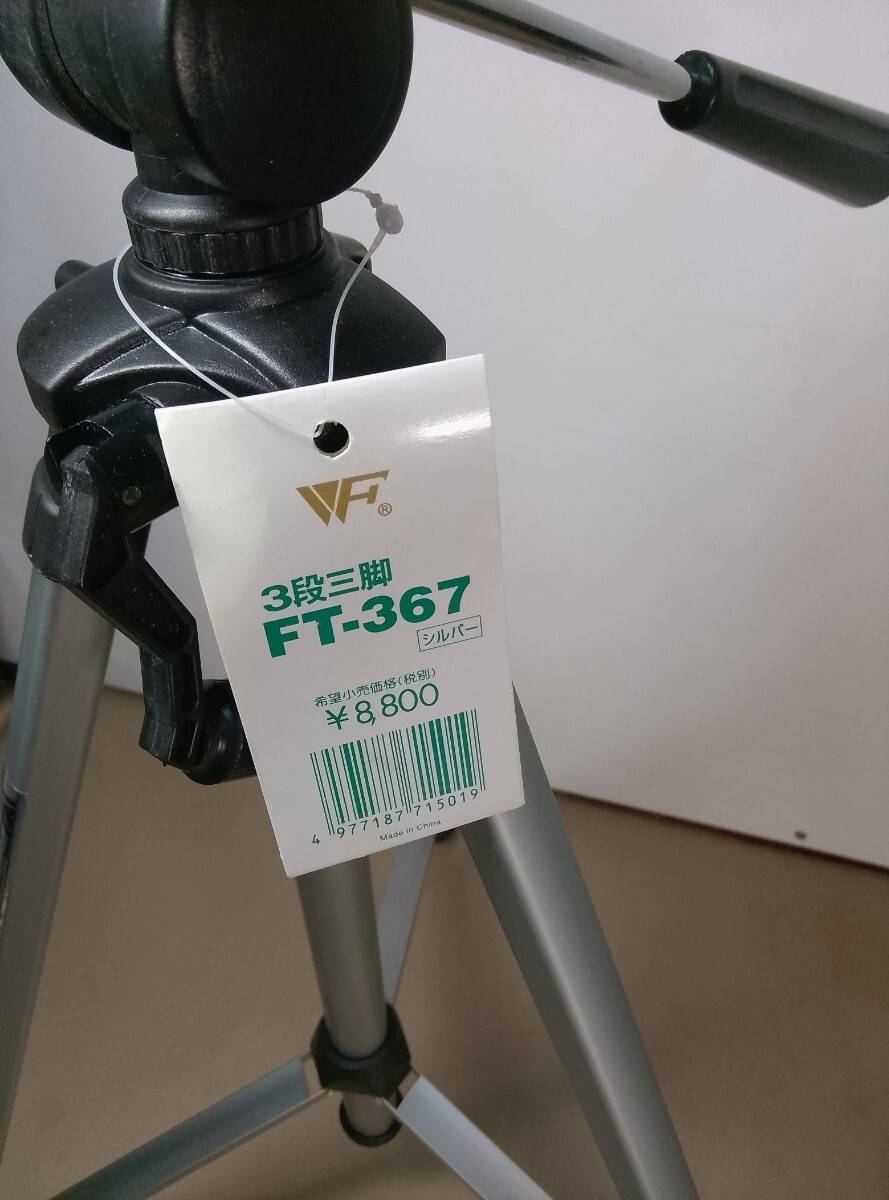 WF®
3段三脚
FT-367
シルバー
希望小売価格(税別)
¥8,800
4 977187 715019
Made in China